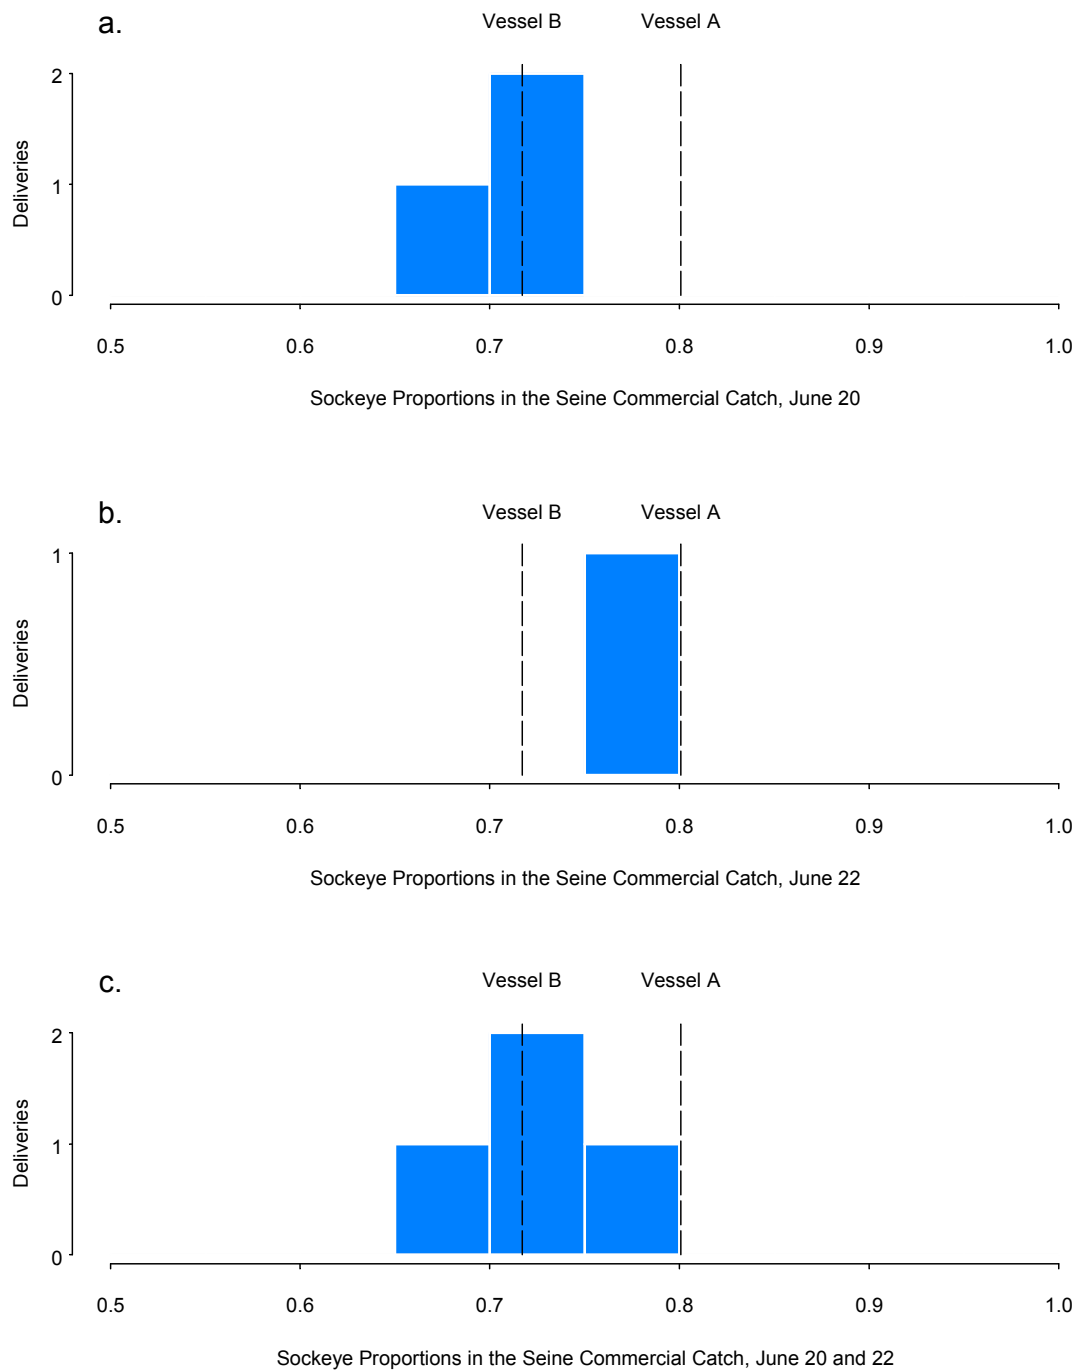 a.
Vessel B Vessel A
2
1
0
Deliveries
0.5 0.6 0.7 0.8 0.9 1.0
Sockeye Proportions in the Seine Commercial Catch, June 20
b.
Vessel B Vessel A
1
0
Deliveries
0.5 0.6 0.7 0.8 0.9 1.0
Sockeye Proportions in the Seine Commercial Catch, June 22
c.
Vessel B Vessel A
2
1
0
Deliveries
0.5 0.6 0.7 0.8 0.9 1.0
Sockeye Proportions in the Seine Commercial Catch, June 20 and 22